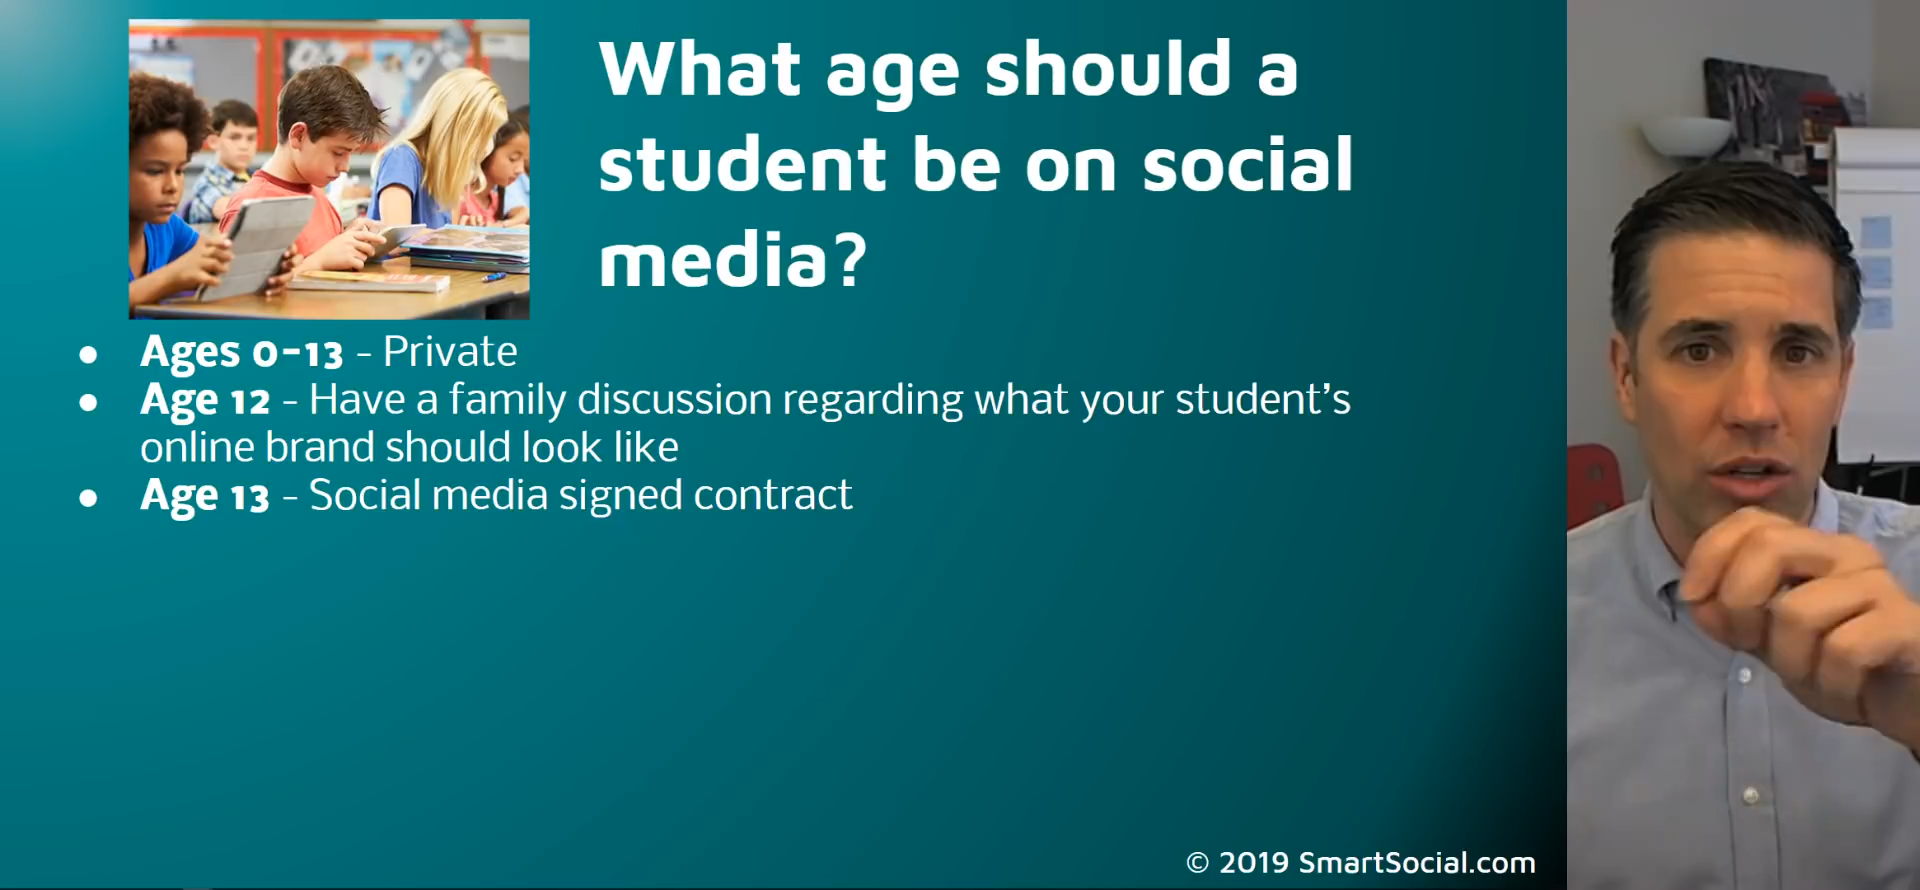 What age should a
student be on social
media?
● Ages 0-13 - Private
● Age 12 - Have a family discussion regarding what your student’s
online brand should look like
● Age 13 - Social media signed contract
© 2019 SmartSocial.com